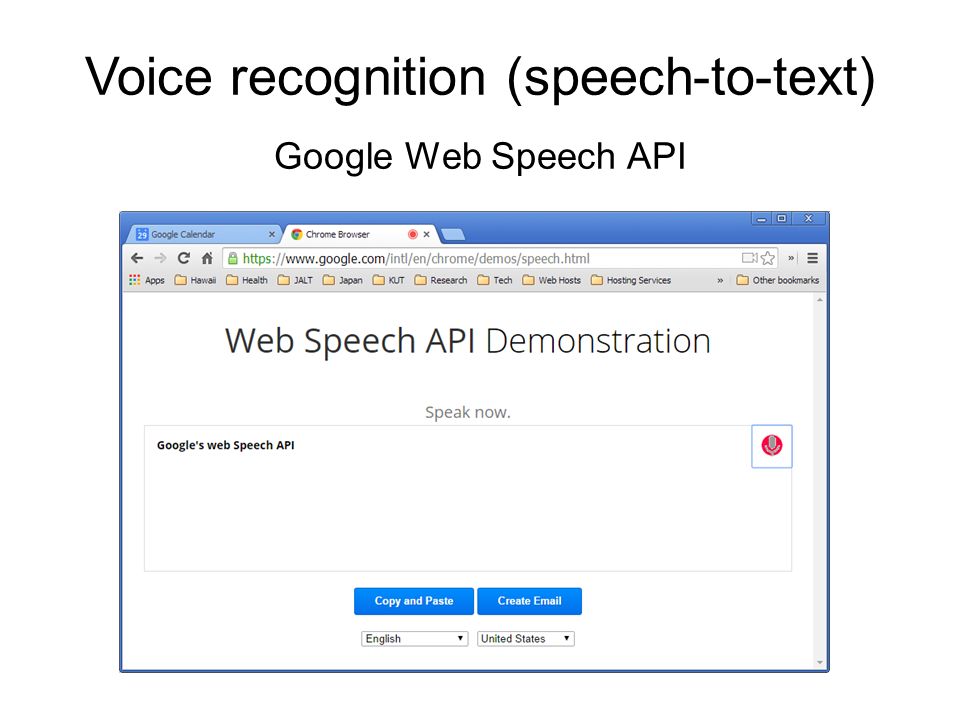 Voice recognition (speech-to-text)
Google Web Speech API
29 Google Calendar × Chrome Browser ×
https://www.google.com/intl/en/chrome/demos/speech.html »
Apps Hawaii Health JALT Japan KUT Research Tech Web Hosts Hosting Services » Other bookmarks
Web Speech API Demonstration
Speak now.
Google's web Speech API
Copy and Paste Create Email
English United States